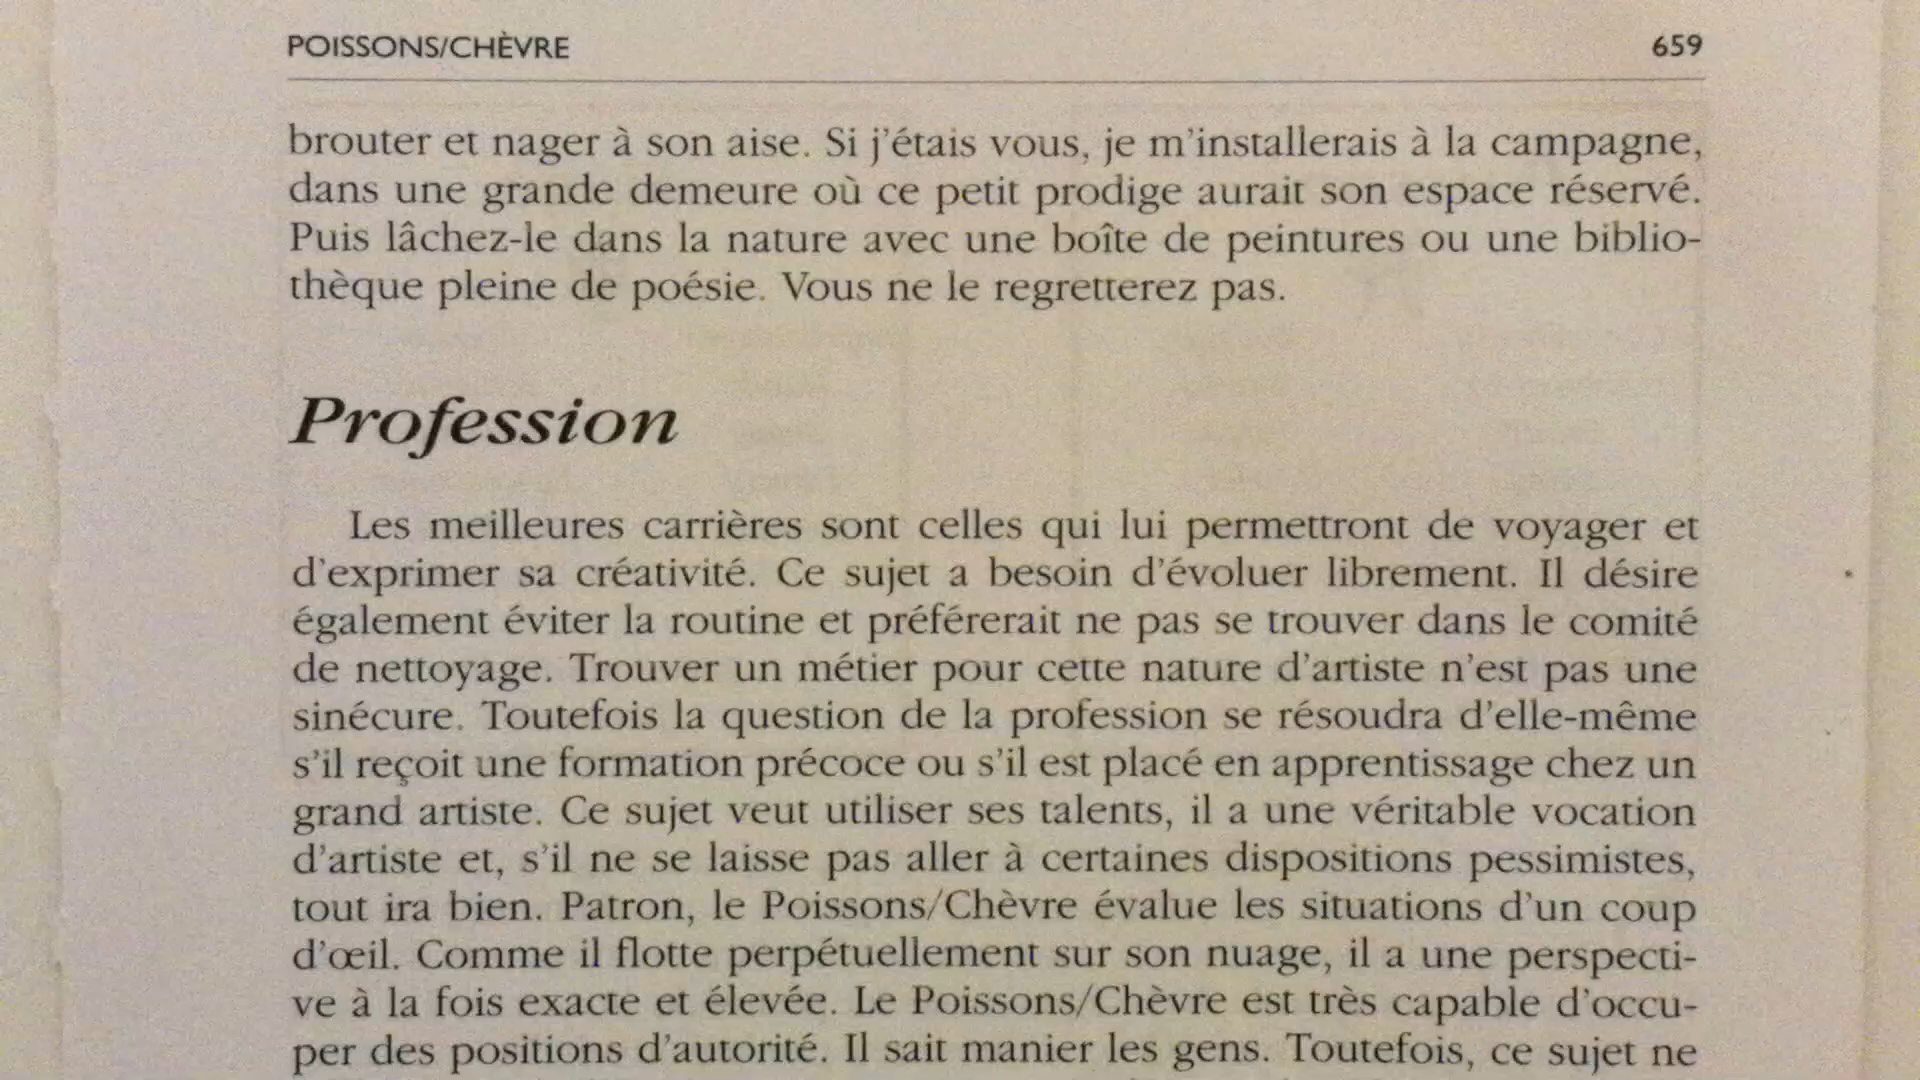 POISSONS/CHÈVRE 659
brouter et nager à son aise. Si j'étais vous, je m'installerais à la campagne,
dans une grande demeure où ce petit prodige aurait son espace réservé.
Puis lâchez-le dans la nature avec une boîte de peintures ou une biblio-
thèque pleine de poésie. Vous ne le regretterez pas.
Profession
Les meilleures carrières sont celles qui lui permettront de voyager et
d'exprimer sa créativité. Ce sujet a besoin d'évoluer librement. Il désire
également éviter la routine et préférerait ne pas se trouver dans le comité
de nettoyage. Trouver un métier pour cette nature d'artiste n'est pas une
sinécure. Toutefois la question de la profession se résoudra d'elle-même
s'il reçoit une formation précoce ou s'il est placé en apprentissage chez un
grand artiste. Ce sujet veut utiliser ses talents, il a une véritable vocation
d'artiste et, s'il ne se laisse pas aller à certaines dispositions pessimistes,
tout ira bien. Patron, le Poissons/Chèvre évalue les situations d'un coup
d'œil. Comme il flotte perpétuellement sur son nuage, il a une perspecti-
ve à la fois exacte et élevée. Le Poissons/Chèvre est très capable d'occu-
per des positions d'autorité. Il sait manier les gens. Toutefois, ce sujet ne